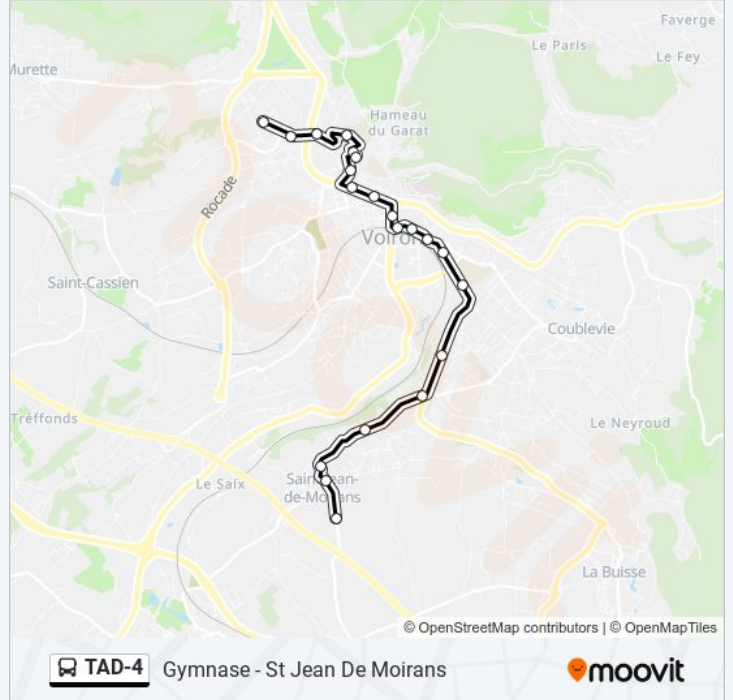 Faverge
Le Paris
Le Fey
Murette
Hameau
du Garat
Rocade
Voiron
Saint-Cassien
Coublevie
Tréffonds
Le Neyroud
Le Saix
Saint-Jean-
de-Moirans
La Buisse
© OpenStreetMap contributors | © OpenMapTiles
TAD-4 Gymnase - St Jean De Moirans
moovit